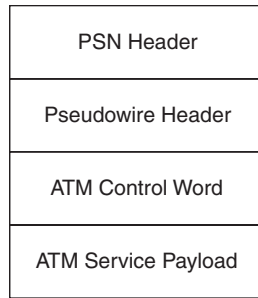 PSN Header
Pseudowire Header
ATM Control Word
ATM Service Payload